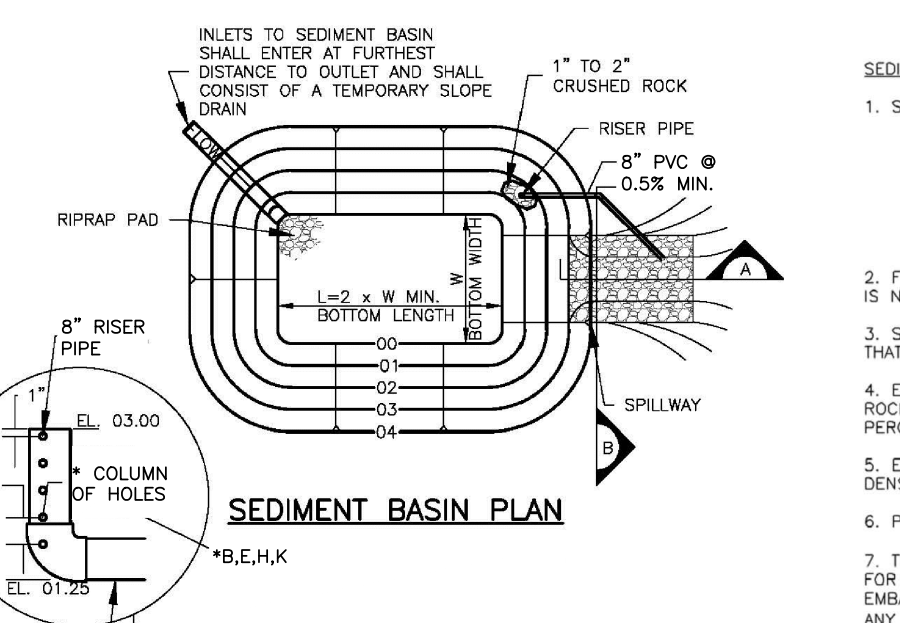 INLETS TO SEDIMENT BASIN
SHALL ENTER AT FURTHEST
DISTANCE TO OUTLET AND SHALL
CONSIST OF A TEMPORARY SLOPE
DRAIN
1" TO 2"
CRUSHED ROCK
RISER PIPE
8" PVC @
0.5% MIN.
FLOW
RIPRAP PAD
A
L=2 x W MIN.
BOTTOM LENGTH
W
BOTTOM WIDTH
00
01
02
03
04
SPILLWAY
B
8" RISER
PIPE
1"
EL. 03.00
* COLUMN
OF HOLES
*B,E,H,K
EL. 01.25
SEDIMENT BASIN PLAN
SEDI
1. S
2. F
IS N
3. S
THAT
4. E
ROCK
PERC
5. E
DENS
6. P
7. T
FOR
EMBA
ANY